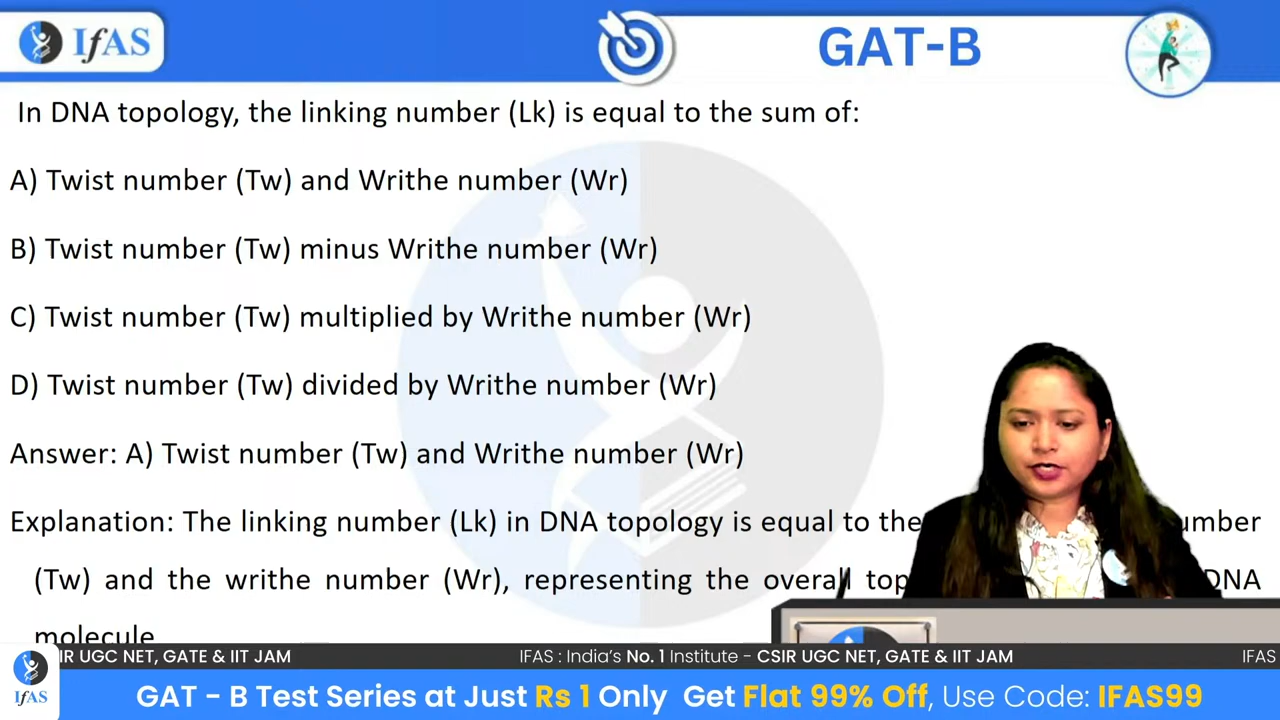 IfAS
GAT-B
In DNA topology, the linking number (Lk) is equal to the sum of:
A) Twist number (Tw) and Writhe number (Wr)
B) Twist number (Tw) minus Writhe number (Wr)
C) Twist number (Tw) multiplied by Writhe number (Wr)
D) Twist number (Tw) divided by Writhe number (Wr)
Answer: A) Twist number (Tw) and Writhe number (Wr)
Explanation: The linking number (Lk) in DNA topology is equal to the umber
(Tw) and the writhe number (Wr), representing the overall top DNA
molecule
IR UGC NET, GATE & IIT JAM IFAS : India's No. 1 Institute - CSIR UGC NET, GATE & IIT JAM IFAS
IfAS
GAT - B Test Series at Just Rs 1 Only Get Flat 99% Off, Use Code: IFAS99